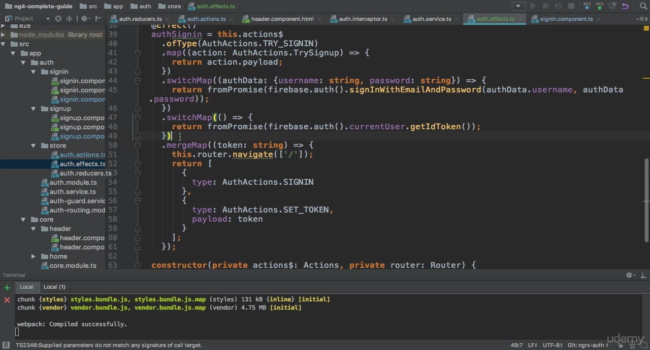 ng4-complete-guide src app auth store auth.effects.ts
auth.reducers.ts auth.actions.ts header.component.html auth.interceptor.ts auth.service.ts auth.effects.ts signin.component.ts
node_modules library root
src
app
auth
signin
signin.compo
signin.compo
signin.compo
signup
signup.compo
signup.compo
signup.compo
store
auth.actions.ts
auth.effects.ts
auth.reducers.ts
auth.module.ts
auth.service.ts
auth-guard.service
auth-routing.mod
core
header
header.compo
header.compo
home
core.module.ts
38 @Effect()
39 authSignin = this.actions$
40 .ofType(AuthActions.TRY_SIGNIN)
41 .map((action: AuthActions.TrySignup) => {
42 return action.payload;
43 })
44 .switchMap((authData: {username: string, password: string}) => {
45 return fromPromise(firebase.auth().signInWithEmailAndPassword(authData.username, authData
.password));
46 })
47 .switchMap(() => {
48 return fromPromise(firebase.auth().currentUser.getIdToken());
49 })
50 .mergeMap((token: string) => {
51 this.router.navigate(['/']);
52 return [
53 {
54 type: AuthActions.SIGNIN
55 },
56 {
57 type: AuthActions.SET_TOKEN,
58 payload: token
59 }
60 ];
61 });
62
63 constructor(private actions$: Actions, private router: Router) {
Terminal
Local Local (1)
chunk {styles} styles.bundle.js, styles.bundle.js.map (styles) 131 kB {inline} [initial]
chunk {vendor} vendor.bundle.js, vendor.bundle.js.map (vendor) 4.75 MB [initial]
webpack: Compiled successfully.
TS2346:Supplied parameters do not match any signature of call target. LF UTF-8 Git: ngrx-auth
udemy